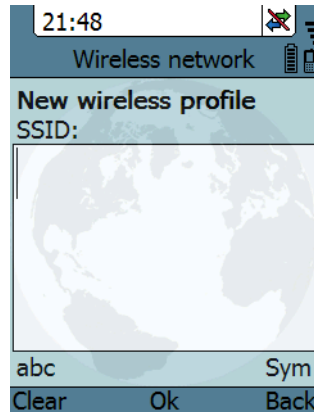 21:48
Wireless network
New wireless profile
SSID:
abc Sym
Clear Ok Back